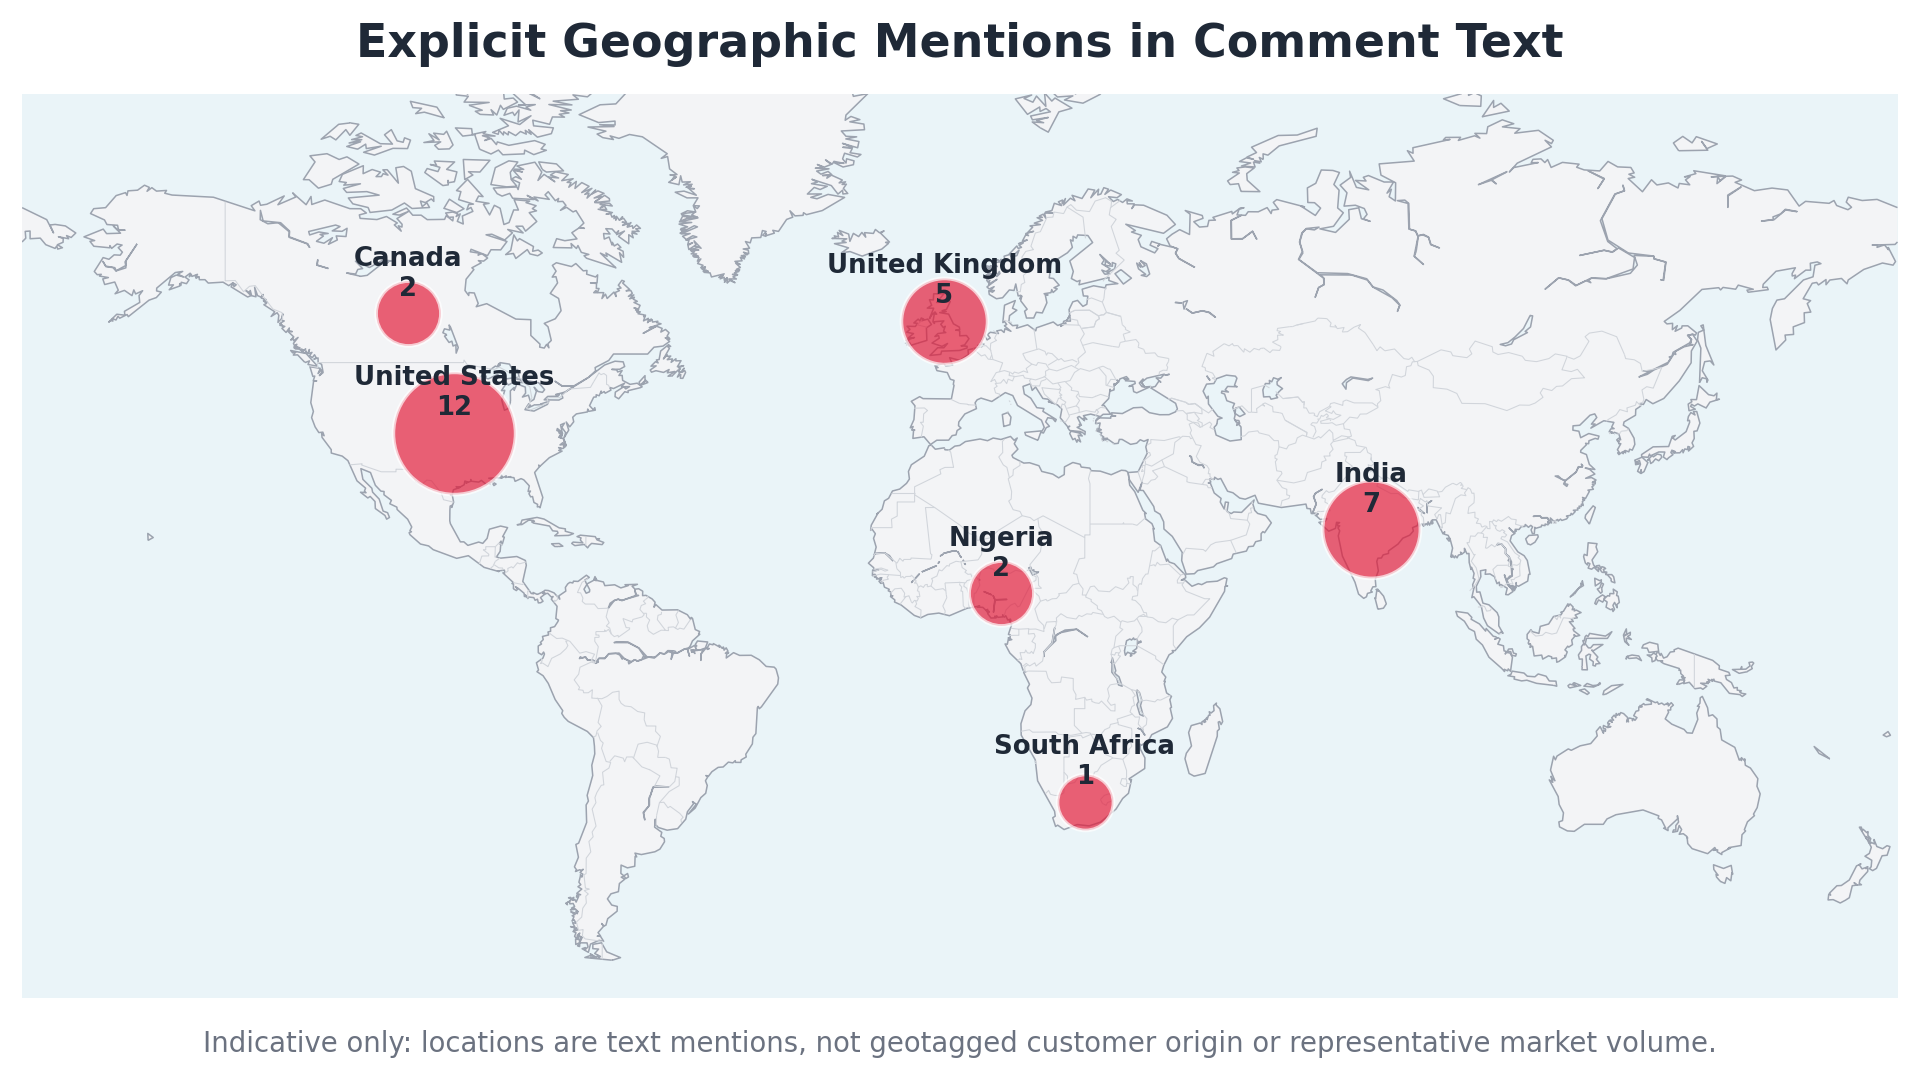 Explicit Geographic Mentions in Comment Text
Canada
2
United Kingdom
5
United States
12
India
7
Nigeria
2
South Africa
1
Indicative only: locations are text mentions, not geotagged customer origin or representative market volume.